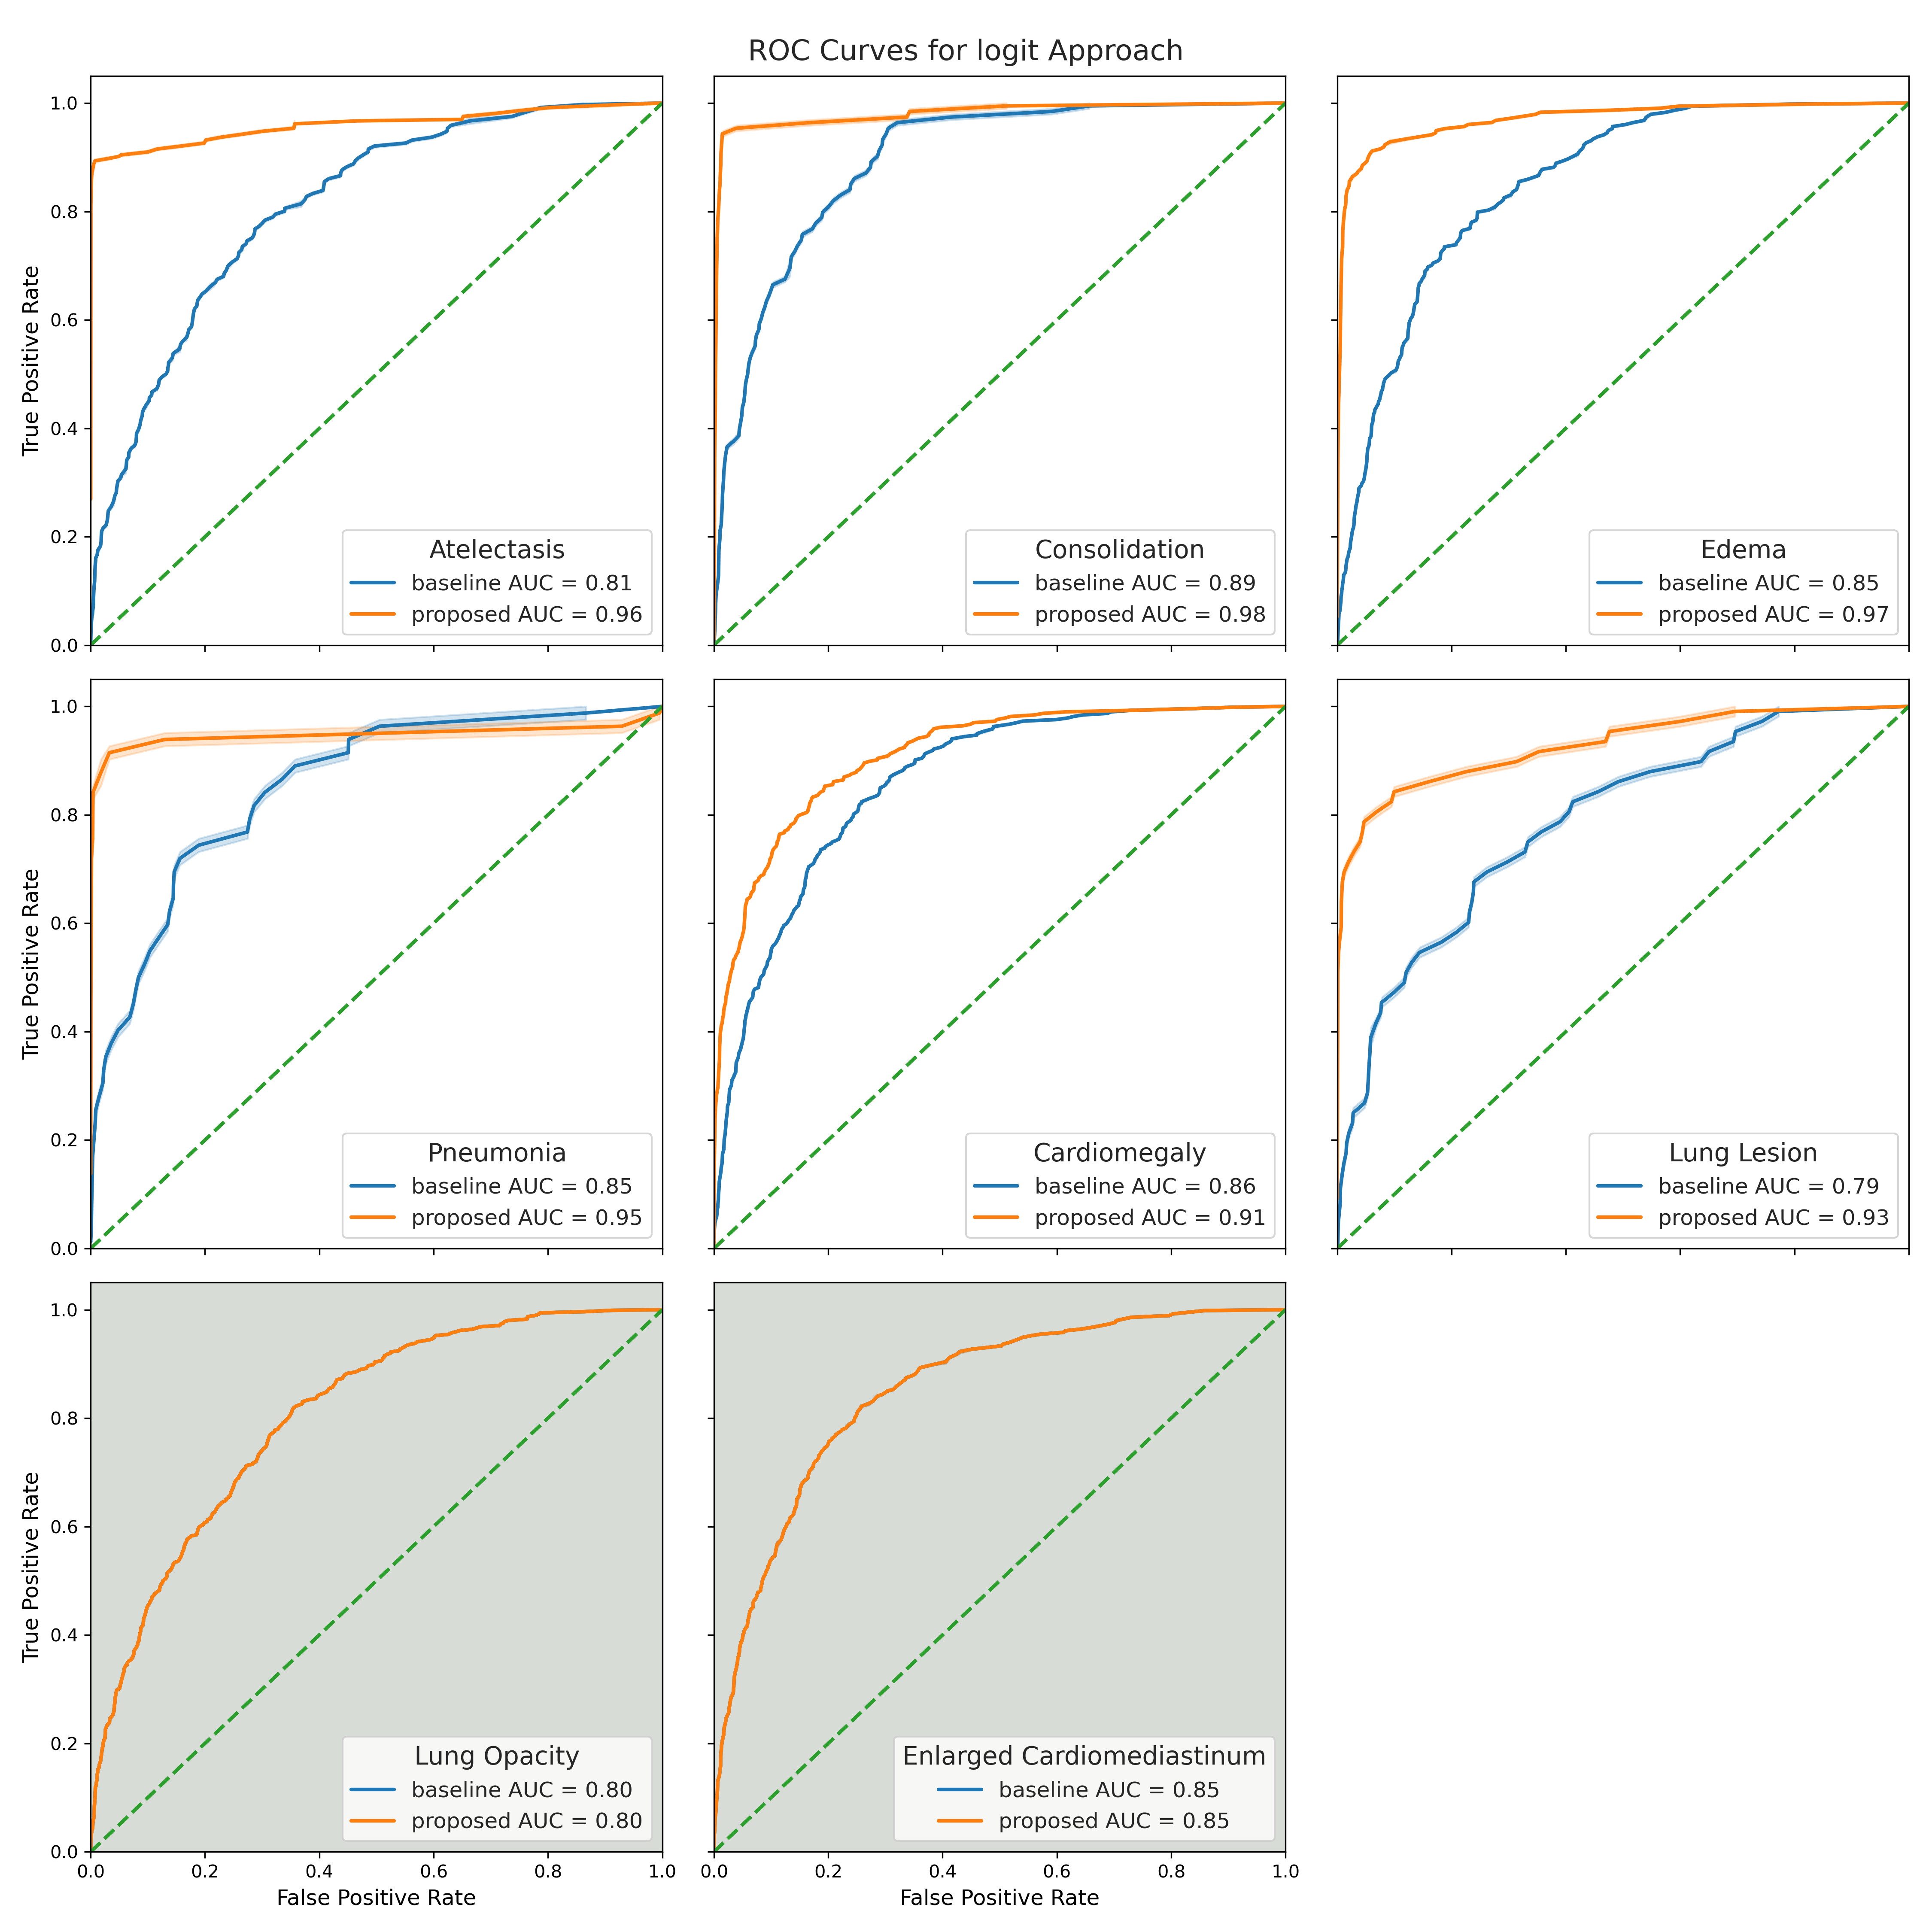 ROC Curves for logit Approach
True Positive Rate
1.0
0.8
0.6
0.4
0.2
0.0
Atelectasis
baseline AUC = 0.81
proposed AUC = 0.96
Consolidation
baseline AUC = 0.89
proposed AUC = 0.98
Edema
baseline AUC = 0.85
proposed AUC = 0.97
True Positive Rate
1.0
0.8
0.6
0.4
0.2
0.0
Pneumonia
baseline AUC = 0.85
proposed AUC = 0.95
Cardiomegaly
baseline AUC = 0.86
proposed AUC = 0.91
Lung Lesion
baseline AUC = 0.79
proposed AUC = 0.93
True Positive Rate
1.0
0.8
0.6
0.4
0.2
0.0
Lung Opacity
baseline AUC = 0.80
proposed AUC = 0.80
0.0 0.2 0.4 0.6 0.8 1.0
False Positive Rate
Enlarged Cardiomediastinum
baseline AUC = 0.85
proposed AUC = 0.85
0.0 0.2 0.4 0.6 0.8 1.0
False Positive Rate